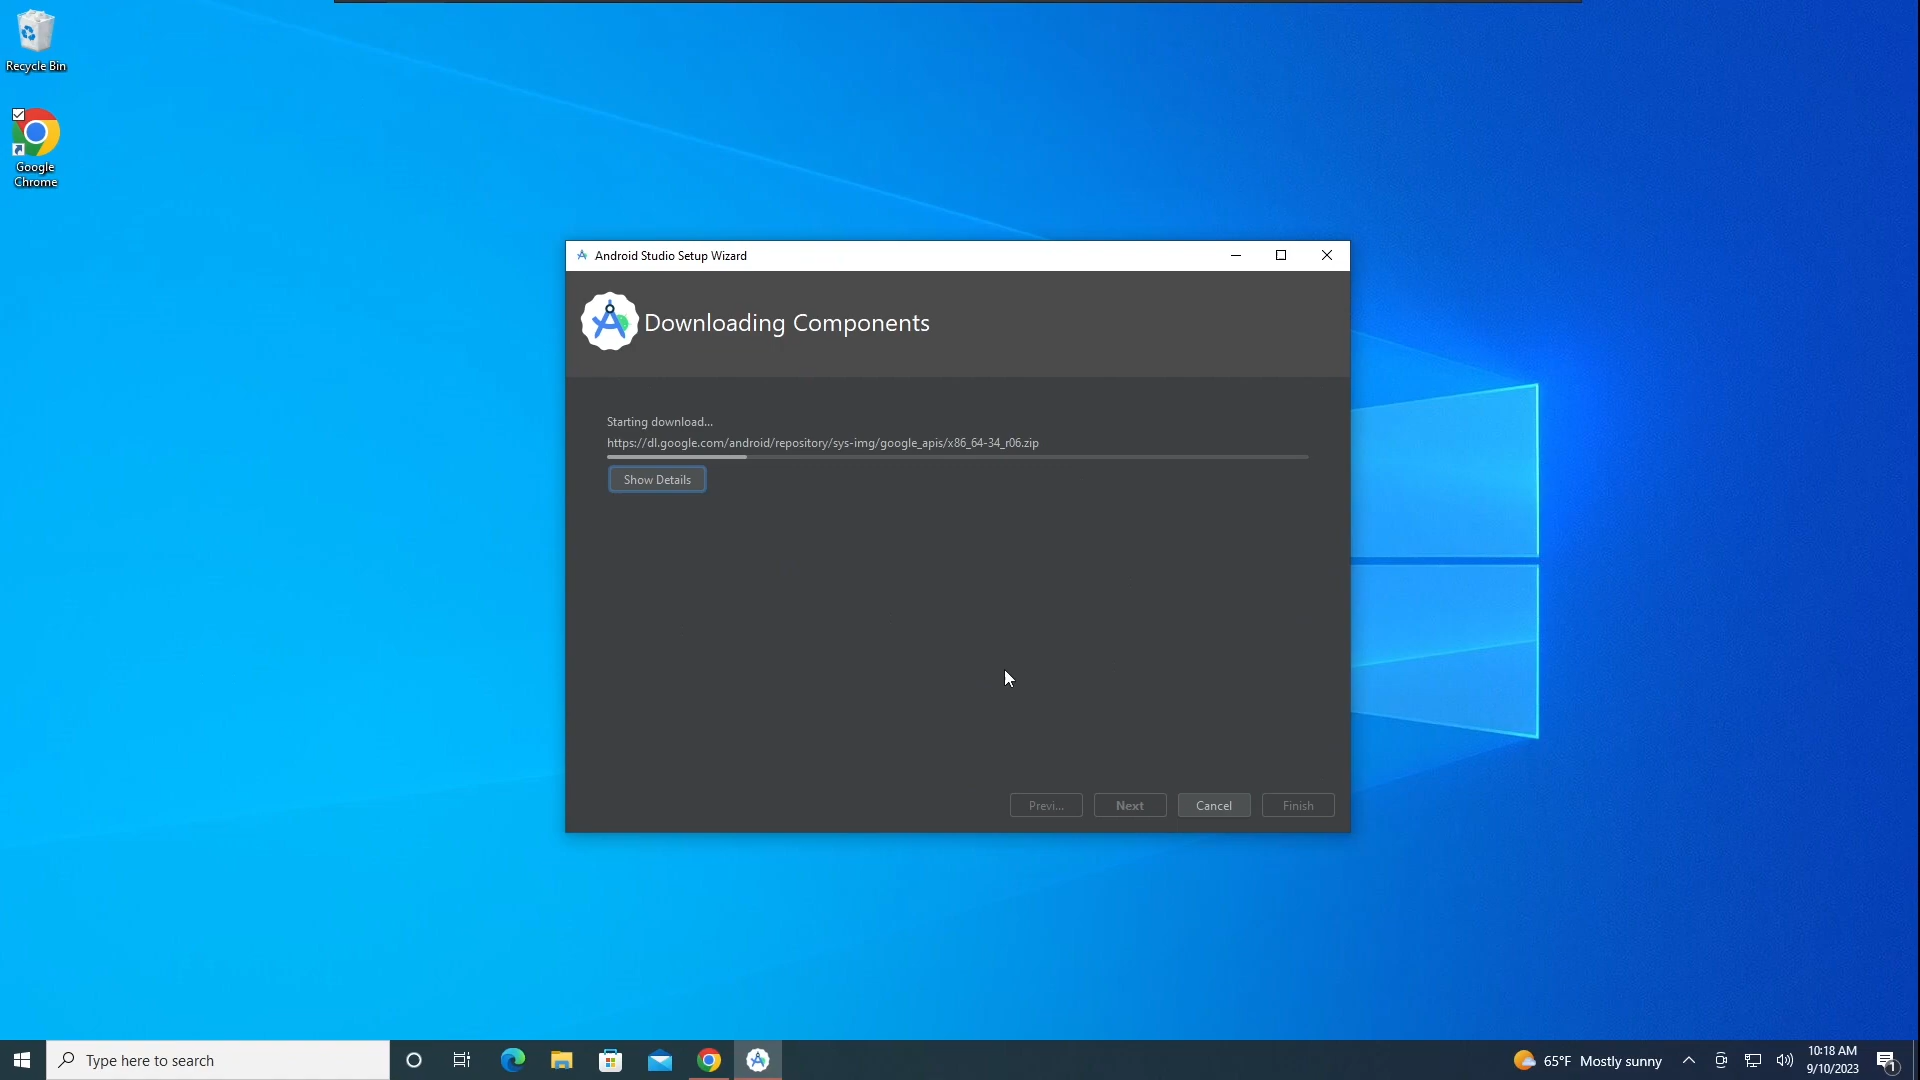 Recycle Bin
Google
Chrome
Android Studio Setup Wizard
Downloading Components
Starting download...
https://dl.google.com/android/repository/sys-img/google_apis/x86_64-34_r06.zip
Show Details
Previ...
Next
Cancel
Finish
Type here to search
65°F Mostly sunny
10:18 AM
9/10/2023
1